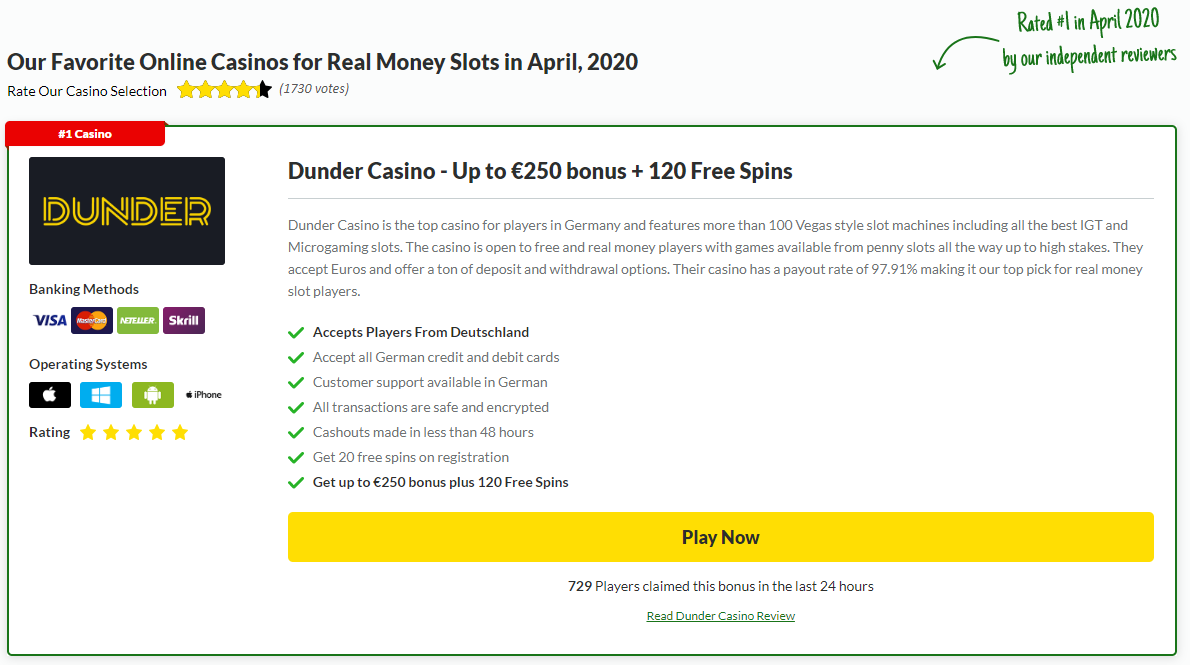 Rated #1 in April 2020
by our independent reviewers
Our Favorite Online Casinos for Real Money Slots in April, 2020
Rate Our Casino Selection (1730 votes)
#1 Casino
DUNDER
Banking Methods
VISA MasterCard NETELLER Skrill
Operating Systems
iPhone
Rating
Dunder Casino - Up to €250 bonus + 120 Free Spins
Dunder Casino is the top casino for players in Germany and features more than 100 Vegas style slot machines including all the best IGT and
Microgaming slots. The casino is open to free and real money players with games available from penny slots all the way up to high stakes. They
accept Euros and offer a ton of deposit and withdrawal options. Their casino has a payout rate of 97.91% making it our top pick for real money
slot players.
Accepts Players From Deutschland
Accept all German credit and debit cards
Customer support available in German
All transactions are safe and encrypted
Cashouts made in less than 48 hours
Get 20 free spins on registration
Get up to €250 bonus plus 120 Free Spins
Play Now
729 Players claimed this bonus in the last 24 hours
Read Dunder Casino Review